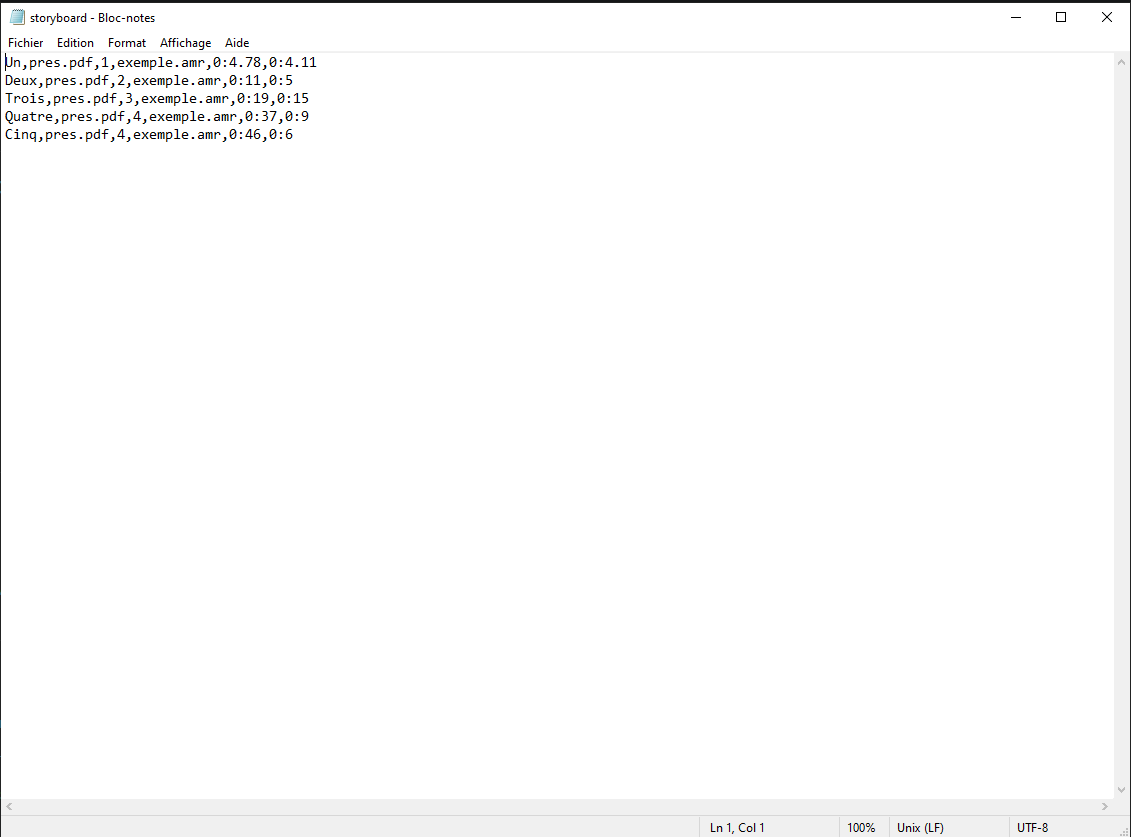 storyboard - Bloc-notes
Fichier Edition Format Affichage Aide
Un,pres.pdf,1,exemple.amr,0:4.78,0:4.11
Deux,pres.pdf,2,exemple.amr,0:11,0:5
Trois,pres.pdf,3,exemple.amr,0:19,0:15
Quatre,pres.pdf,4,exemple.amr,0:37,0:9
Cinq,pres.pdf,4,exemple.amr,0:46,0:6
Ln 1, Col 1 100% Unix (LF) UTF-8